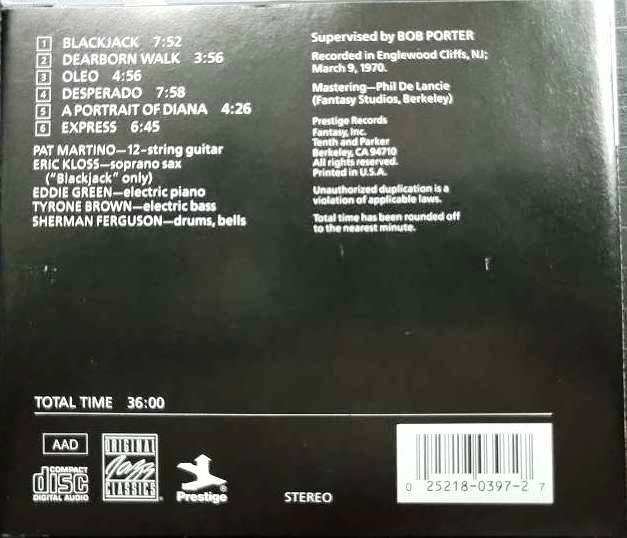 1 BLACKJACK 7:52
2 DEARBORN WALK 3:56
3 OLEO 4:56
4 DESPERADO 7:58
5 A PORTRAIT OF DIANA 4:26
6 EXPRESS 6:45
PAT MARTINO—12-string guitar
ERIC KLOSS—soprano sax
("Blackjack" only)
EDDIE GREEN—electric piano
TYRONE BROWN—electric bass
SHERMAN FERGUSON—drums, bells
Supervised by BOB PORTER
Recorded in Englewood Cliffs, NJ;
March 9, 1970.
Mastering—Phil De Lancie
(Fantasy Studios, Berkeley)
Prestige Records
Fantasy, Inc.
Tenth and Parker
Berkeley, CA 94710
All rights reserved.
Printed in U.S.A.
Unauthorized duplication is a
violation of applicable laws.
Total time has been rounded off
to the nearest minute.
TOTAL TIME 36:00
AAD
COMPACT
disc
DIGITAL AUDIO
ORIGINAL
Jazz
CLASSICS
Prestige
STEREO
0 25218-0397-2 7